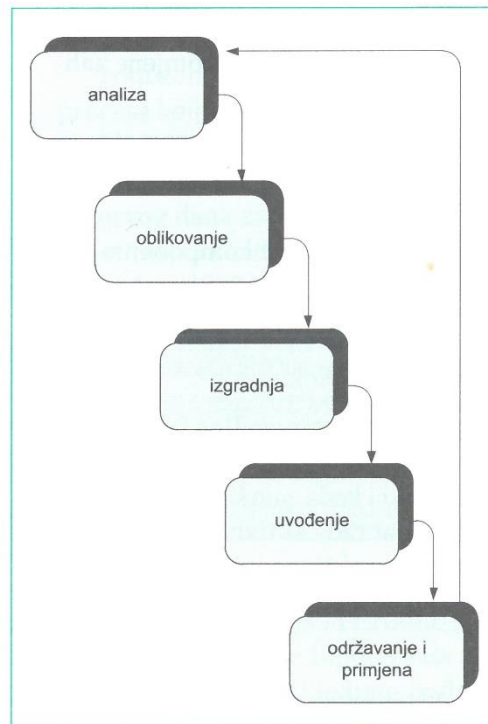 analiza
oblikovanje
izgradnja
uvođenje
održavanje i
primjena